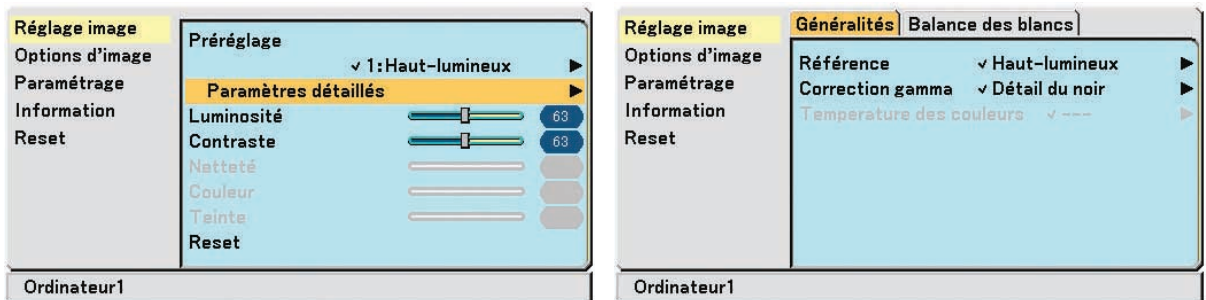 Réglage image
Options d'image
Paramétrage
Information
Reset
Préréglage
✓ 1:Haut-lumineux ▶
Paramètres détaillés ▶
Luminosité 63
Contraste 63
Netteté
Couleur
Teinte
Reset
Ordinateur1
Réglage image
Options d'image
Paramétrage
Information
Reset
Généralités Balance des blancs
Référence ✓ Haut-lumineux ▶
Correction gamma ✓ Détail du noir ▶
Temperature des couleurs ✓ --- ▶
Ordinateur1